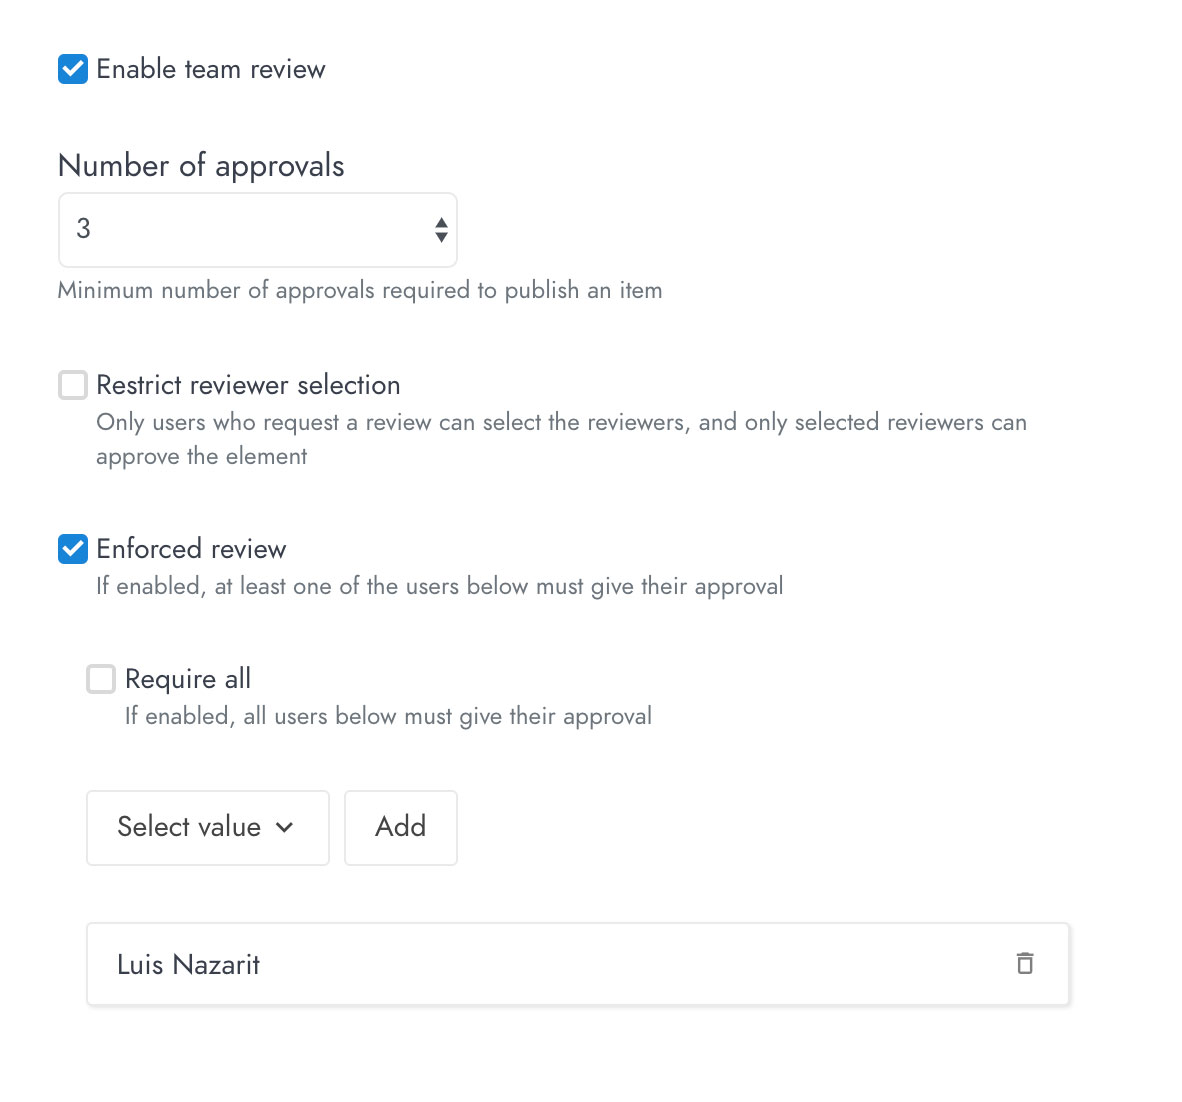 Enable team review
Number of approvals
3
Minimum number of approvals required to publish an item
Restrict reviewer selection
Only users who request a review can select the reviewers, and only selected reviewers can
approve the element
Enforced review
If enabled, at least one of the users below must give their approval
Require all
If enabled, all users below must give their approval
Select value
Add
Luis Nazarit